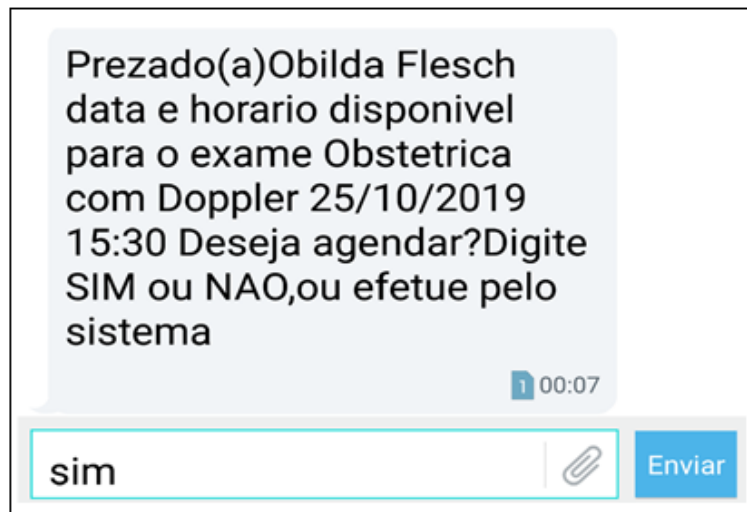 Prezado(a)Obilda Flesch
data e horario disponivel
para o exame Obstetrica
com Doppler 25/10/2019
15:30 Deseja agendar?Digite
SIM ou NAO,ou efetue pelo
sistema
1 00:07
sim
Enviar